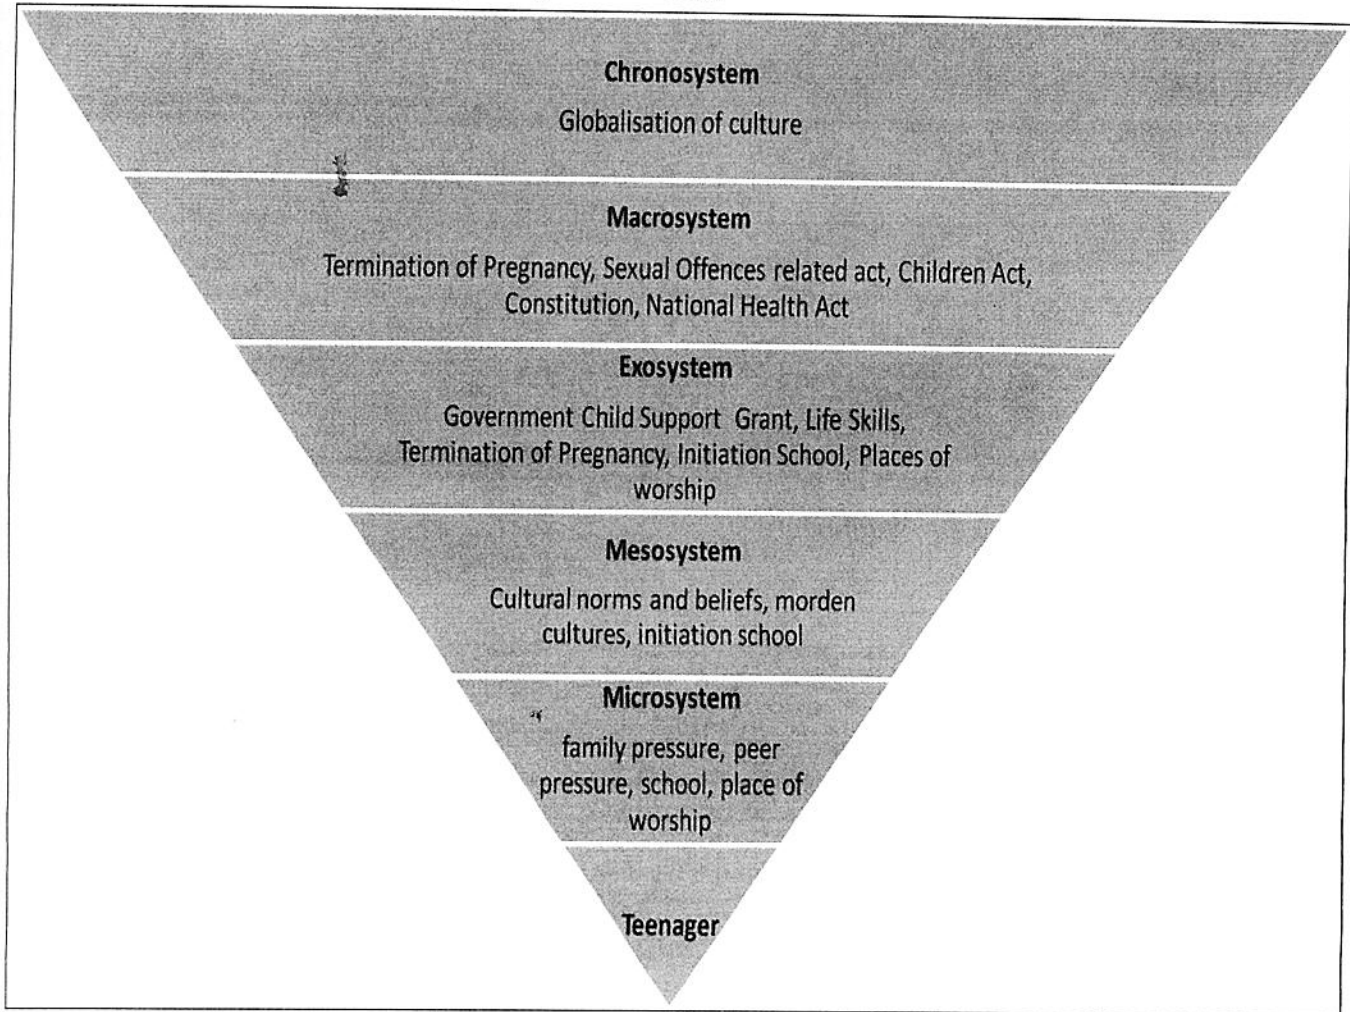 Chronosystem
Globalisation of culture
Macrosystem
Termination of Pregnancy, Sexual Offences related act, Children Act,
Constitution, National Health Act
Exosystem
Government Child Support Grant, Life Skills,
Termination of Pregnancy, Initiation School, Places of
worship
Mesosystem
Cultural norms and beliefs, morden
cultures, initiation school
Microsystem
family pressure, peer
pressure, school, place of
worship
Teenager